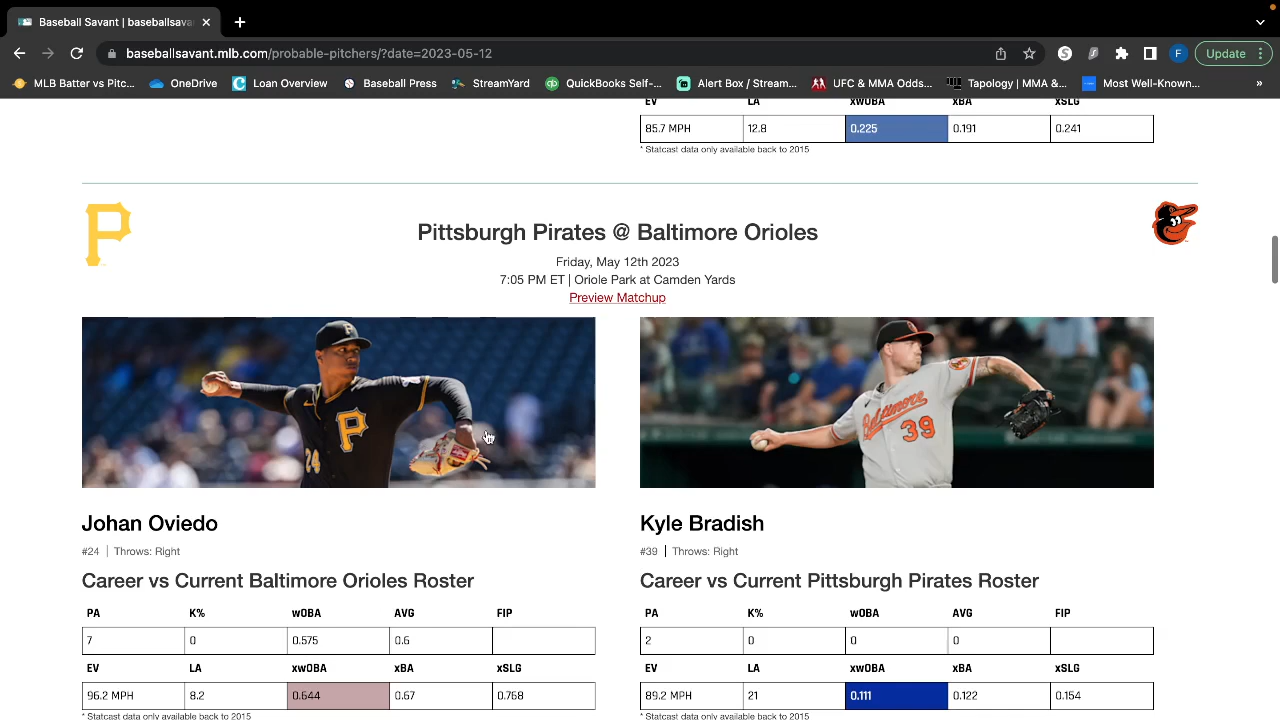 Baseball Savant | baseballsava
baseballsavant.mlb.com/probable-pitchers/?date=2023-05-12
F
Update
MLB Batter vs Pitc...
OneDrive
Loan Overview
Baseball Press
StreamYard
QuickBooks Self-...
Alert Box / Stream...
UFC & MMA Odds...
Tapology | MMA &...
Most Well-Known...
»
EV LA xwOBA xBA xSLG
85.7 MPH 12.8 0.225 0.191 0.241
* Statcast data only available back to 2015
P
Pittsburgh Pirates @ Baltimore Orioles
Friday, May 12th 2023
7:05 PM ET | Oriole Park at Camden Yards
Preview Matchup
P
24
Baltimore
39
Johan Oviedo
#24 | Throws: Right
Career vs Current Baltimore Orioles Roster
PA K% wOBA AVG FIP
7 0 0.575 0.6
EV LA xwOBA xBA xSLG
96.2 MPH 8.2 0.644 0.67 0.768
* Statcast data only available back to 2015
Kyle Bradish
#39 | Throws: Right
Career vs Current Pittsburgh Pirates Roster
PA K% wOBA AVG FIP
2 0 0 0
EV LA xwOBA xBA xSLG
89.2 MPH 21 0.111 0.122 0.154
* Statcast data only available back to 2015